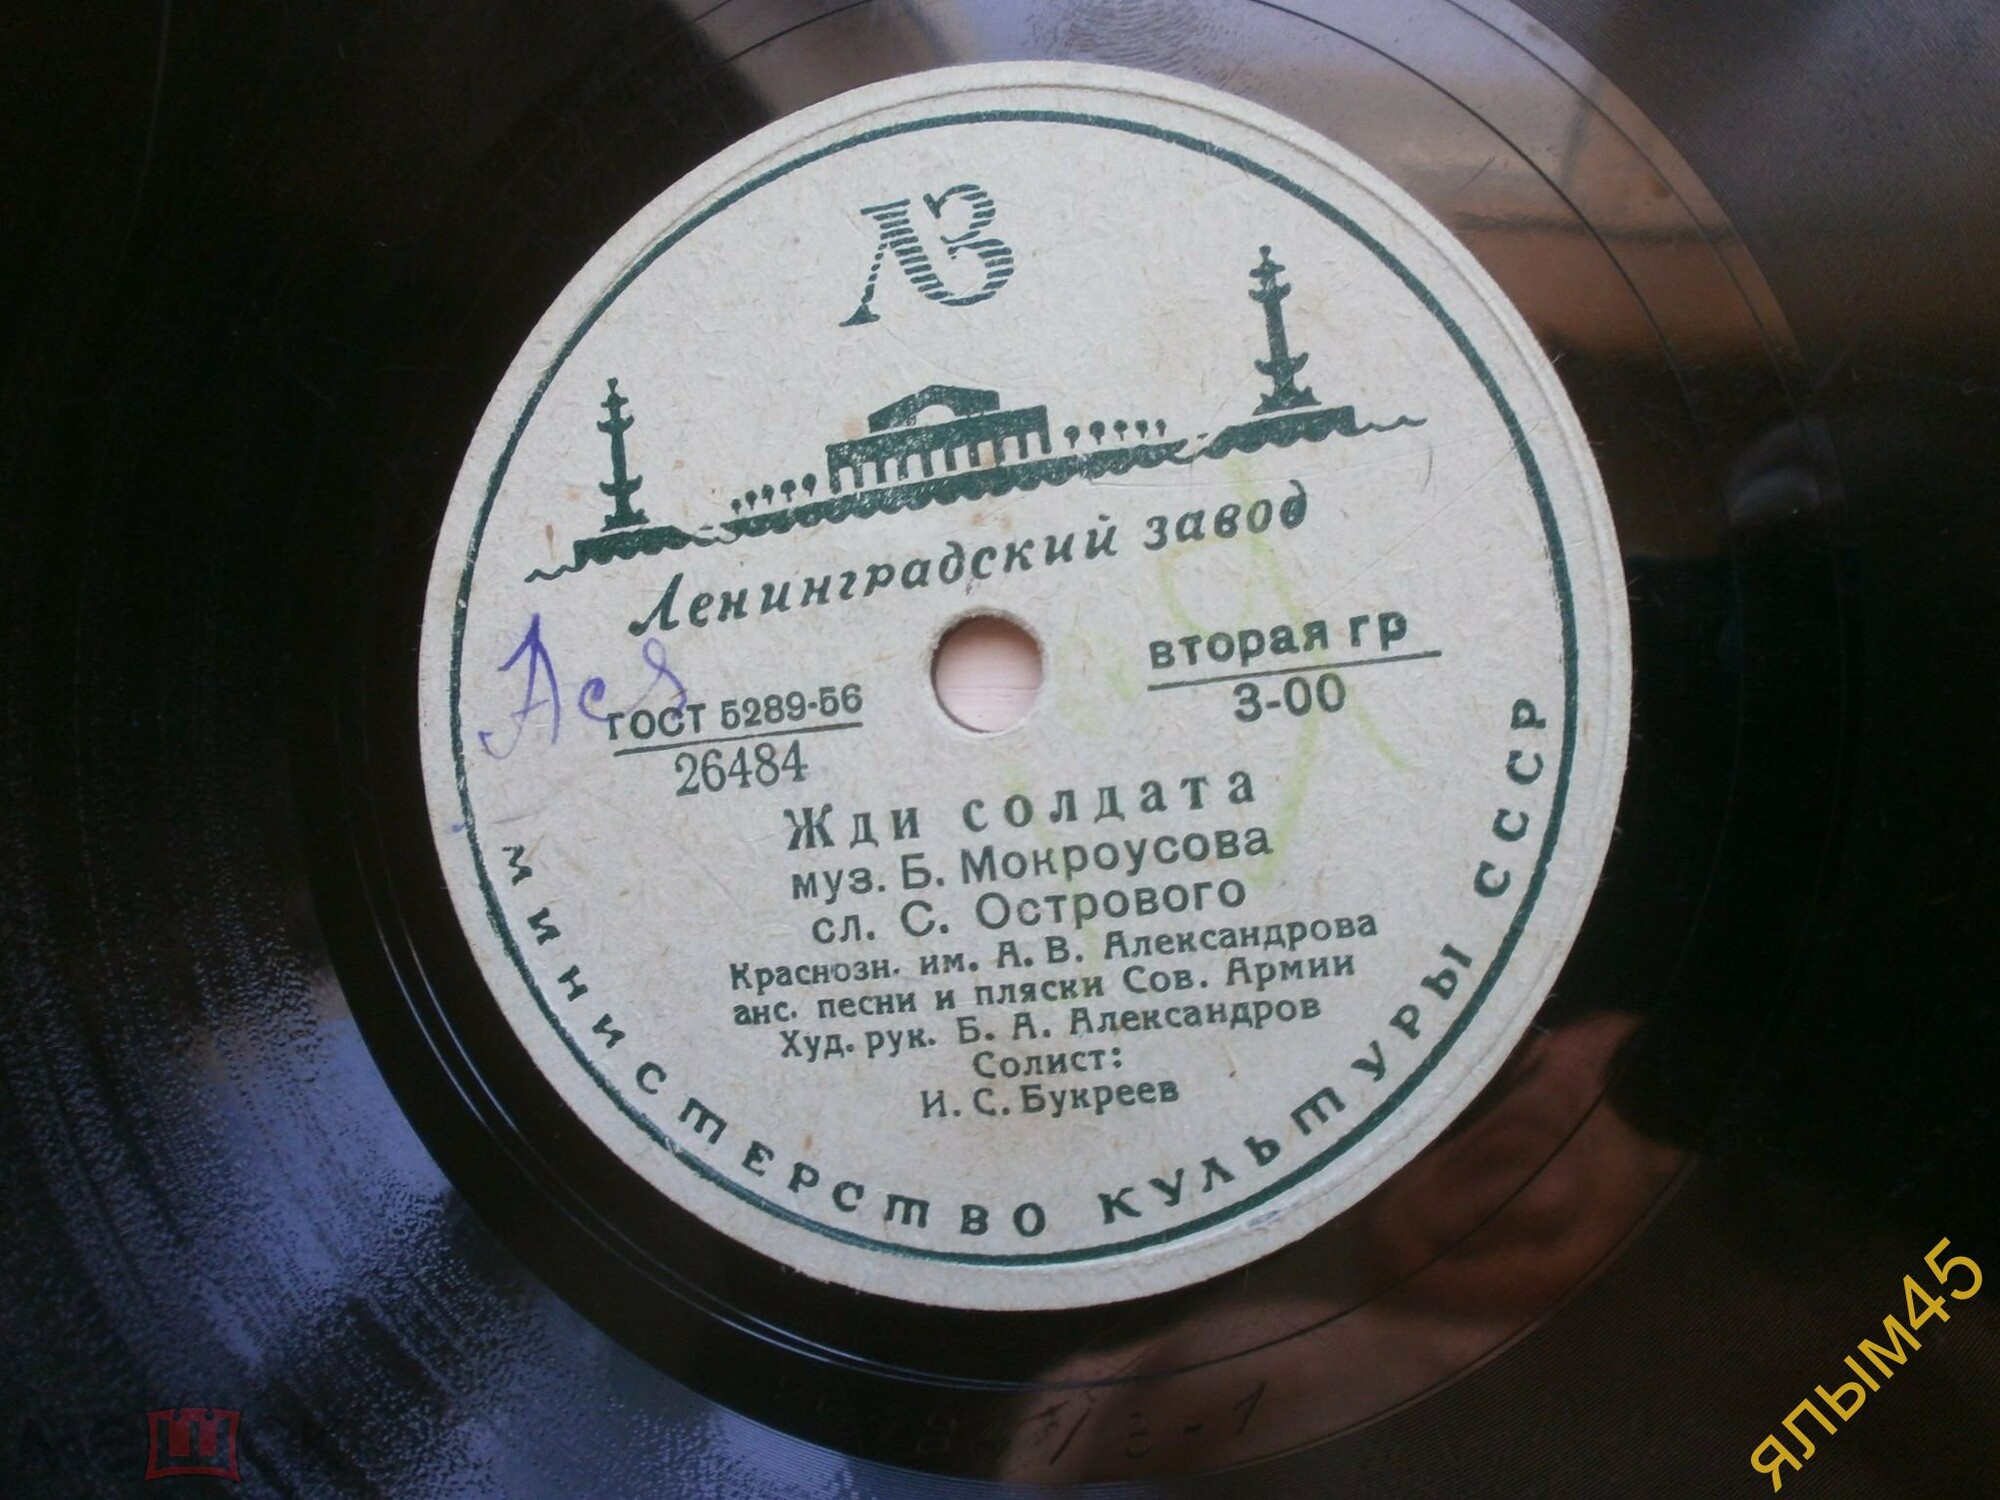 ЛЗ
Ленинградский завод
Ася
ГОСТ 5289-56
26484
вторая гр
3-00
Жди солдата
муз. Б. Мокроусова
сл. С. Острового
Краснозн. им. А. В. Александрова
анс. песни и пляски Сов. Армии
Худ. рук. Б. А. Александров
Солист:
И. С. Букреев
МИНИСТЕРСТВО КУЛЬТУРЫ СССР
ялым45